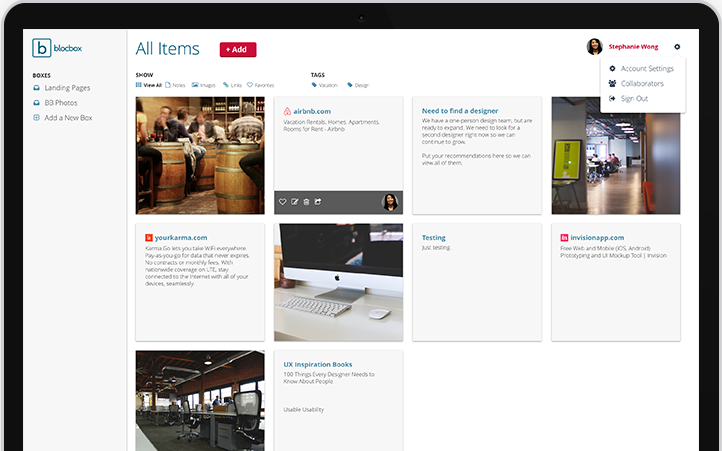 blocbox
All Items
+ Add
Stephanie Wong
Account Settings
Collaborators
Sign Out
BOXES
Landing Pages
BB Photos
Add a New Box
SHOW
View All Notes Images Links Favorites
TAGS
Vacation Design
airbnb.com
Vacation Rentals, Homes, Apartments,
Rooms for Rent - Airbnb
Need to find a designer
We have a one-person design team, but are
ready to expand. We need to look for a
second designer right now so we can
continue to grow.
Put your recommendations here so we can
view all of them.
yourkarma.com
Karma Go lets you take WiFi everywhere.
Pay-as-you-go for data that never expires.
No contracts or monthly fees. With
nationwide coverage on LTE, stay
connected to the internet with all of your
devices, seamlessly
Testing
Just testing.
in
invisionapp.com
Free Web and Mobile (iOS, Android)
Prototyping and UI Mockup Tool | Invision
UX Inspiration Books
100 Things Every Designer Needs to
Know About People
Usable Usability